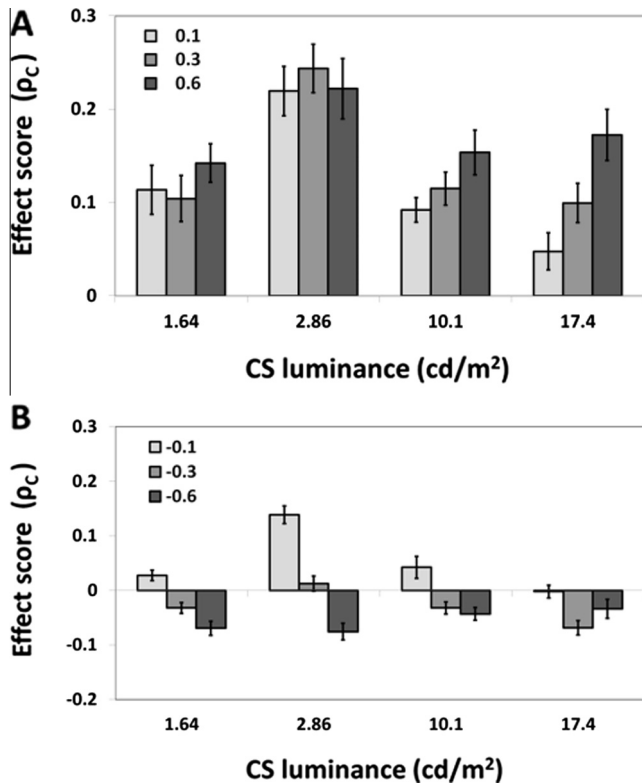 A
0.3
0.2
0.1
0
Effect score (ρC)
0.1
0.3
0.6
1.64 2.86 10.1 17.4
CS luminance (cd/m²)
B
0.3
0.2
0.1
0
-0.1
-0.2
Effect score (ρC)
-0.1
-0.3
-0.6
1.64 2.86 10.1 17.4
CS luminance (cd/m²)